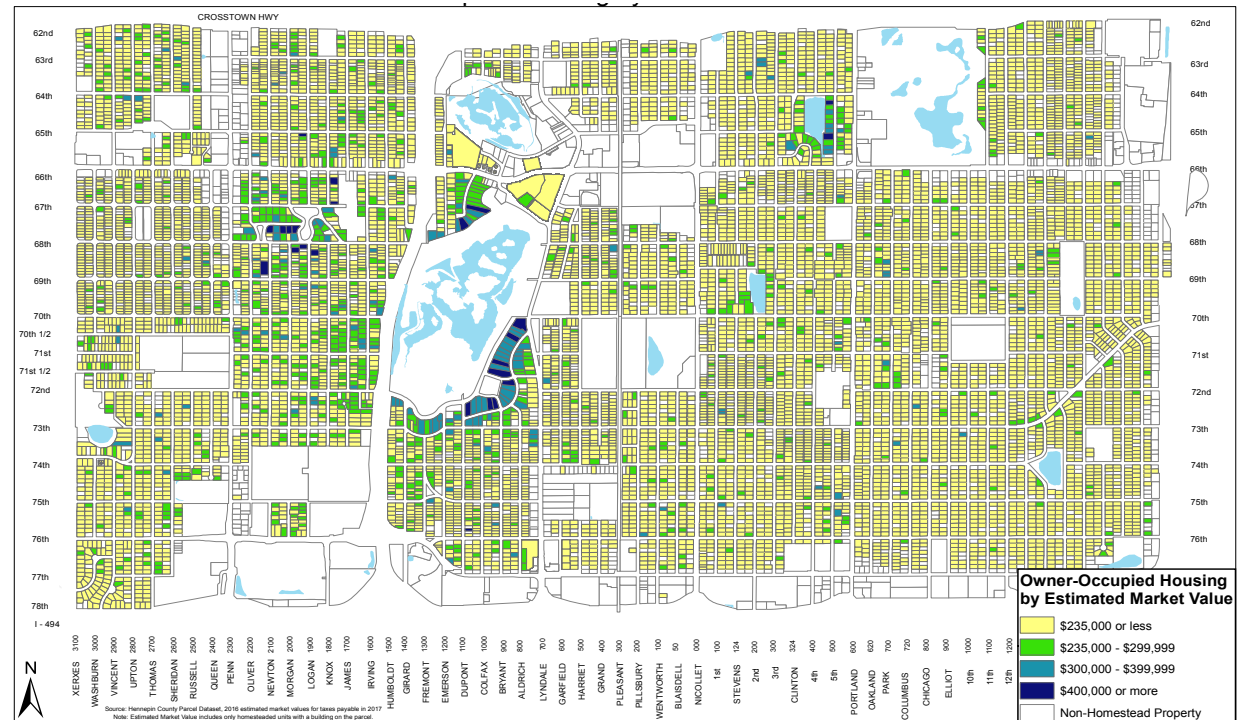 CROSSTOWN HWY
62nd
63rd
64th
65th
66th
67th
68th
69th
70th
70th 1/2
71st
71st 1/2
72nd
73rd
74th
75th
76th
77th
78th
I - 494
62nd
63rd
64th
65th
66th
67th
68th
69th
70th
71st
72nd
73rd
74th
75th
76th
Owner-Occupied Housing
by Estimated Market Value
$235,000 or less
$235,000 - $299,999
$300,000 - $399,999
$400,000 or more
Non-Homestead Property
N
XERXES 3100
WASHBURN 3000
VINCENT 2900
UPTON 2800
THOMAS 2700
SHERIDAN 2600
RUSSELL 2500
QUEEN 2400
PENN 2300
OLIVER 2200
NEWTON 2100
MORGAN 2000
LOGAN 1900
KNOX 1800
JAMES 1700
IRVING 1600
HUMBOLDT 1500
GIRARD 1400
FREMONT 1300
EMERSON 1200
DUPONT 1100
COLFAX 1000
BRYANT 900
ALDRICH 800
LYNDALE 710
GARFIELD 600
HARRIET 500
GRAND 400
PLEASANT 300
PILLSBURY 200
WENTWORTH 100
BLAISDELL 50
NICOLLET 00
1st 100
STEVENS 124
2nd 200
3rd 300
CLINTON 324
4th 400
5th 500
PORTLAND 600
OAKLAND 620
PARK 700
COLUMBUS 720
CHICAGO 800
ELLIOT 900
10th 1000
11th 1100
12th 1200
Source: Hennepin County Parcel Dataset, 2016 estimated market values for taxes payable in 2017
Note: Estimated Market Value includes only homesteaded units with a building on the parcel.